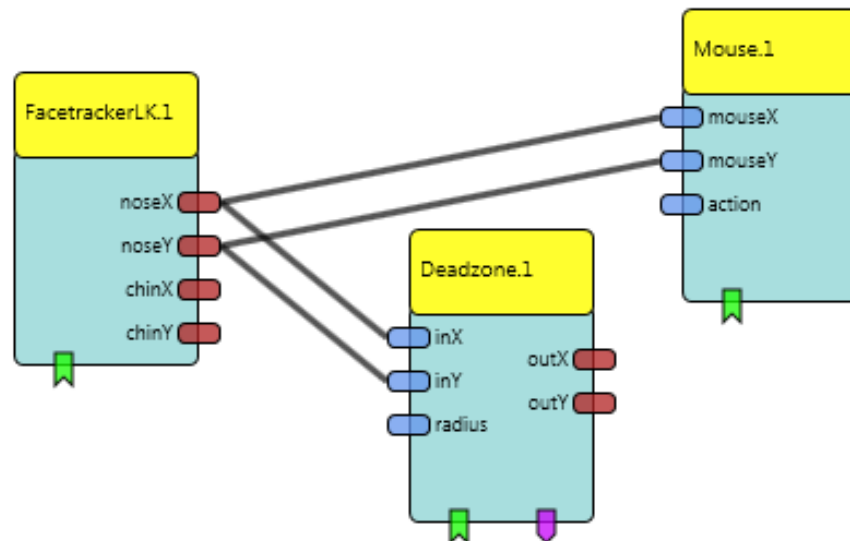 FacetrackerLK.1
noseX
noseY
chinX
chinY
Deadzone.1
inX
inY
radius
outX
outY
Mouse.1
mouseX
mouseY
action